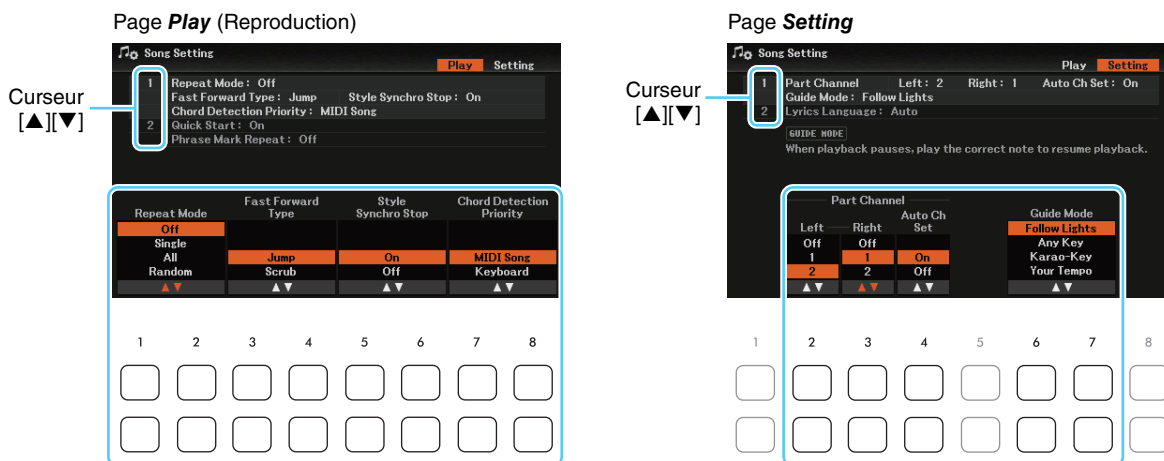 Page Play (Reproduction)
Song Setting
Play Setting
Curseur
[▲][▼]
1 Repeat Mode : Off
Fast Forward Type : Jump Style Synchro Stop : On
Chord Detection Priority : MIDI Song
2 Quick Start : On
Phrase Mark Repeat : Off
Repeat Mode Fast Forward Type Style Synchro Stop Chord Detection Priority
Off
Single
All Jump On MIDI Song
Random Scrub Off Keyboard
▲▼ ▲▼ ▲▼ ▲▼
1 2 3 4 5 6 7 8
Page Setting
Song Setting
Play Setting
Curseur
[▲][▼]
1 Part Channel Left : 2 Right : 1 Auto Ch Set : On
Guide Mode : Follow Lights
2 Lyrics Language : Auto
GUIDE MODE
When playback pauses, play the correct note to resume playback.
Part Channel
Left Right Auto Ch Set Guide Mode
Off Off Follow Lights
Any Key
1 1 On Karao-Key
2 2 Off Your Tempo
▲▼ ▲▼ ▲▼ ▲▼
1 2 3 4 5 6 7 8